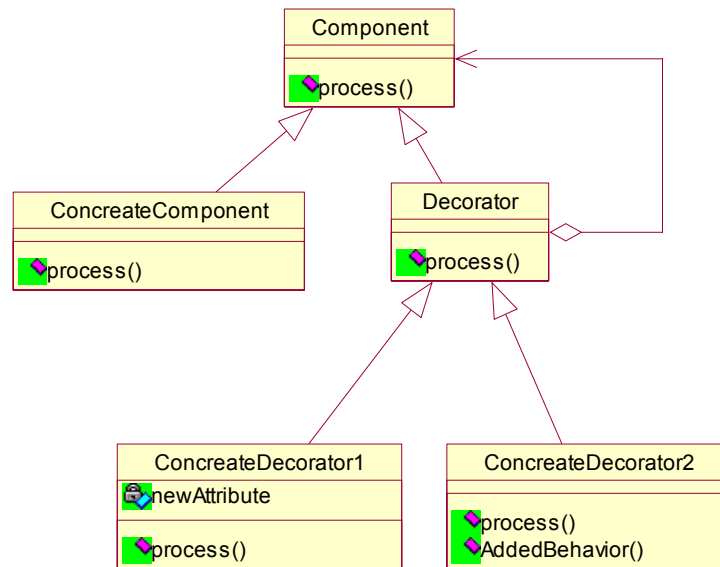 Component
process()
ConcreateComponent
process()
Decorator
process()
ConcreateDecorator1
newAttribute
process()
ConcreateDecorator2
process()
AddedBehavior()